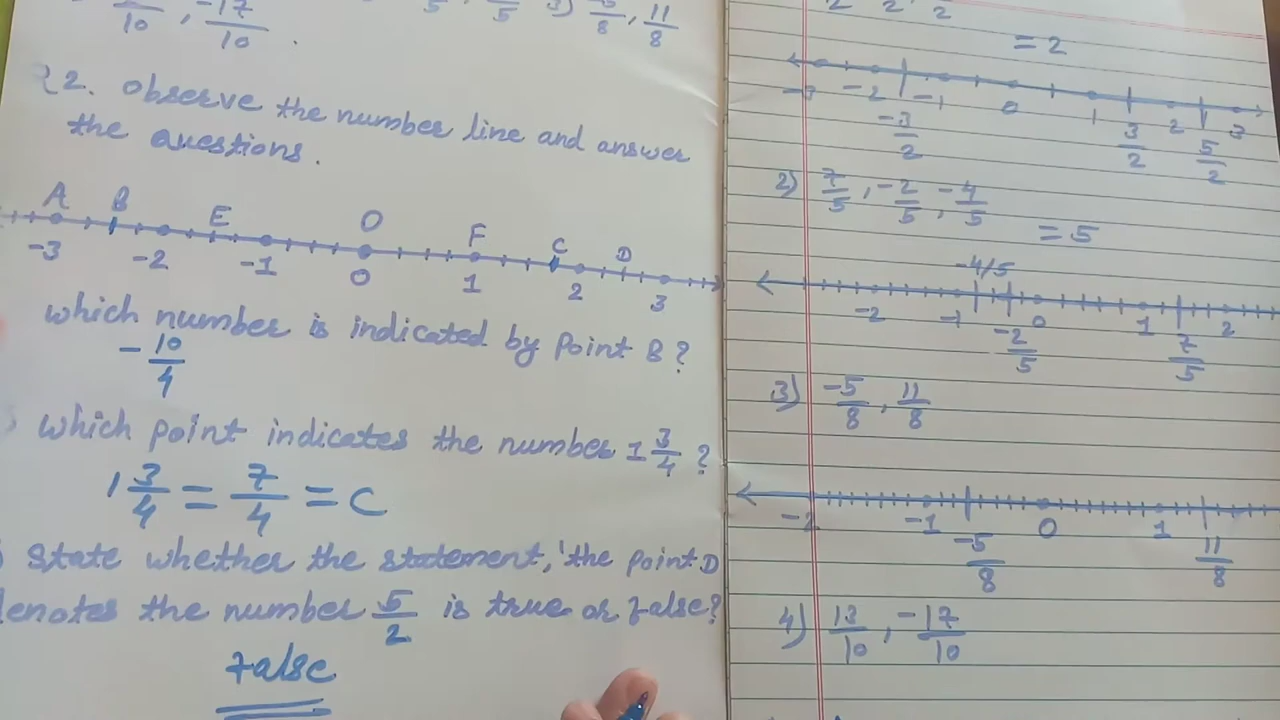 10 , -17/10 .
5 , 5 3) -5/8 , 11/8
2. Observe the number line and answer
the questions.
A B E O F C D
-3 -2 -1 0 1 2 3
which number is indicated by point B?
-10/4
which point indicates the number 1 3/4 ?
1 3/4 = 7/4 = C
State whether the statement, 'the point D
denotes the number 5/2 is true or false?
False
2 2 , 2
= 2
-3 -2 -1 0 1 2 3
-3/2 3/2 5/2
2) 7/5 , -2/5 , -4/5
= 5
-4/5
-2 -1 0 1 2
-2/5 7/5
3) -5/8 , 11/8
-2 -1 0 1
-5/8 11/8
4) 13/10 , -17/10